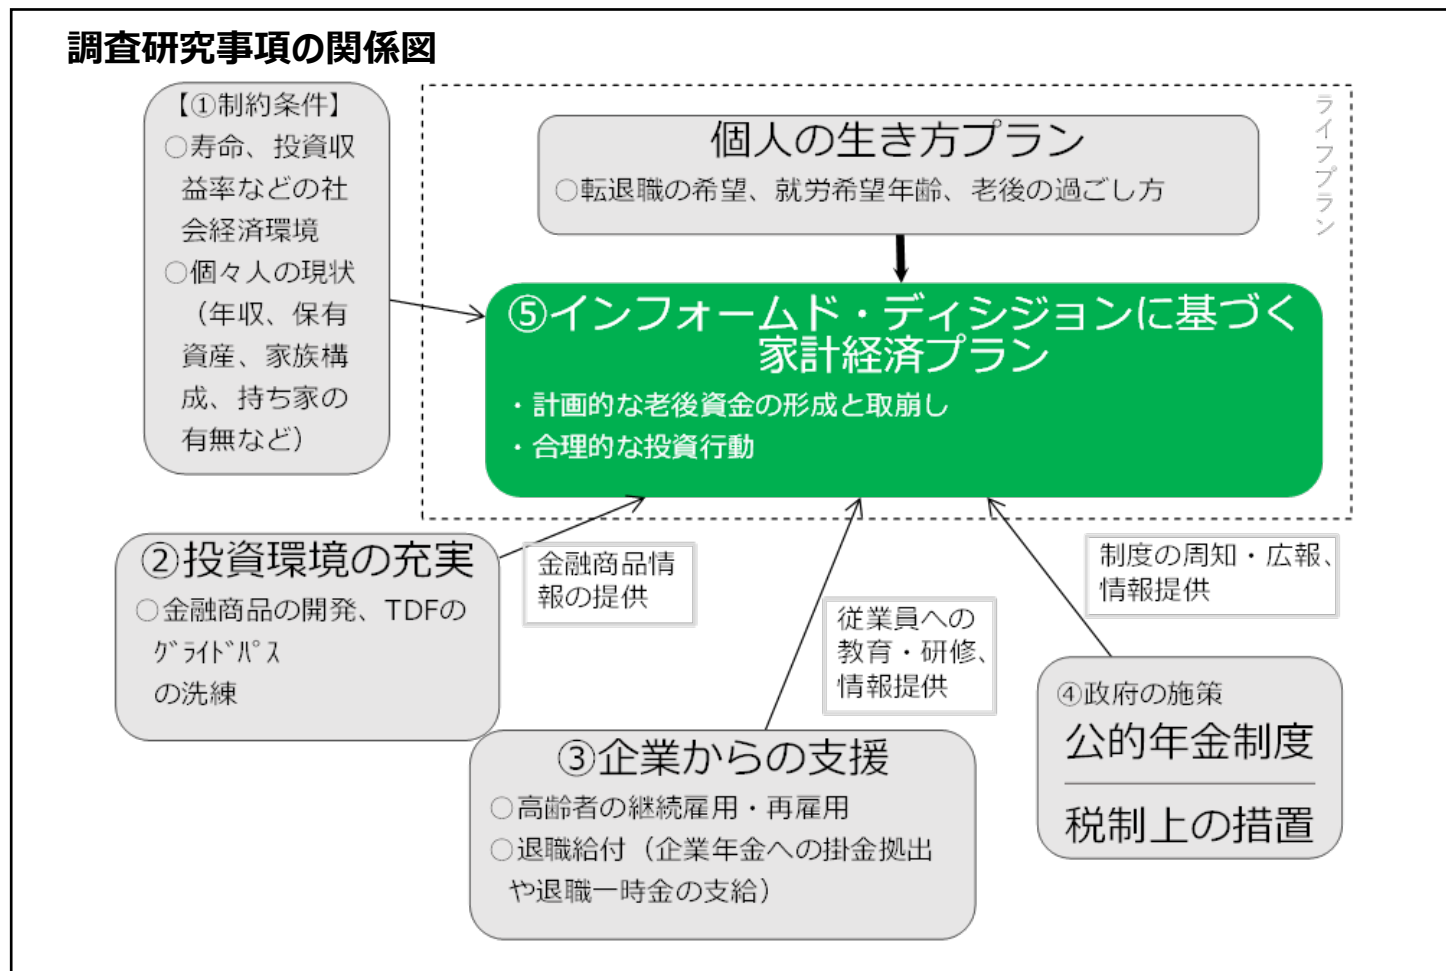 調査研究事項の関係図
【①制約条件】
○寿命、投資収
益率などの社
会経済環境
○個々人の現状
（年収、保有
資産、家族構
成、持ち家の
有無など）
ライフプラン
個人の生き方プラン
○転退職の希望、就労希望年齢、老後の過ごし方
⑤インフォームド・ディシジョンに基づく
家計経済プラン
・計画的な老後資金の形成と取崩し
・合理的な投資行動
②投資環境の充実
○金融商品の開発、TDFの
ｸﾞﾗｲﾄﾞﾊﾟｽ
の洗練
金融商品情
報の提供
従業員への
教育・研修、
情報提供
制度の周知・広報、
情報提供
③企業からの支援
○高齢者の継続雇用・再雇用
○退職給付（企業年金への掛金拠出
や退職一時金の支給）
④政府の施策
公的年金制度
税制上の措置